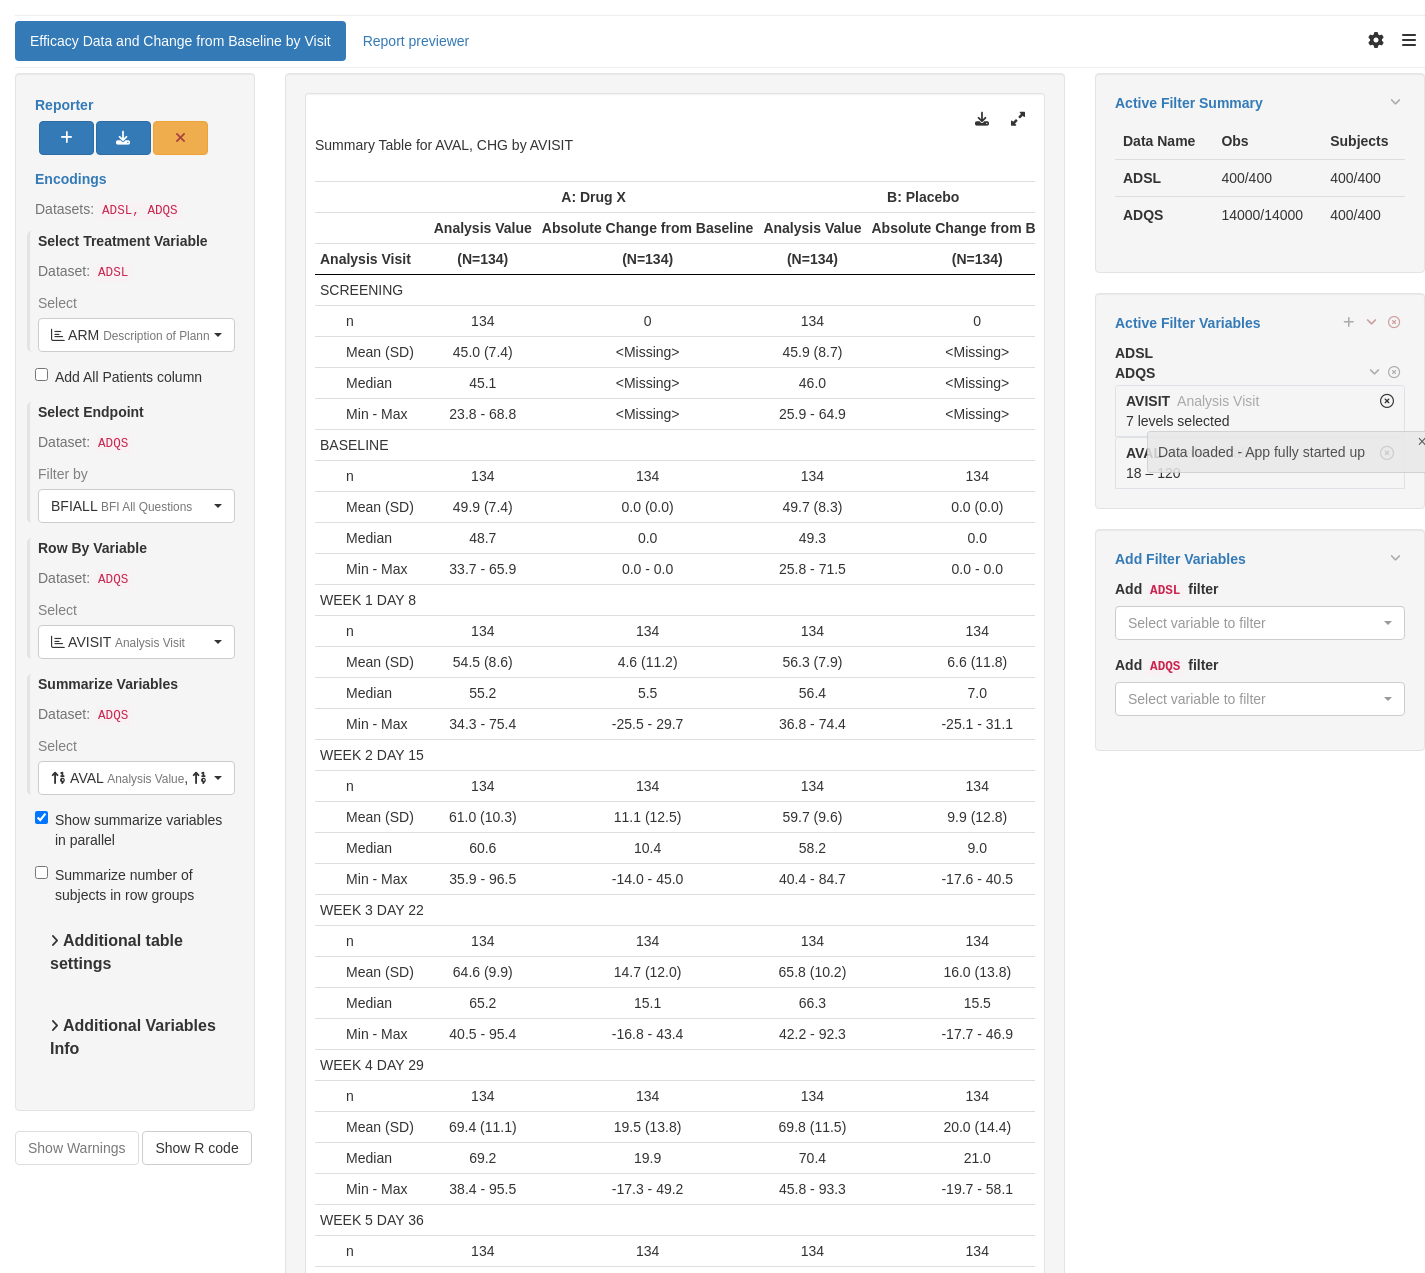 Efficacy Data and Change from Baseline by Visit
Report previewer
Reporter
Encodings
Datasets: ADSL, ADQS
Select Treatment Variable
Dataset: ADSL
Select
ARM Description of Plann
Add All Patients column
Select Endpoint
Dataset: ADQS
Filter by
BFIALL BFI All Questions
Row By Variable
Dataset: ADQS
Select
AVISIT Analysis Visit
Summarize Variables
Dataset: ADQS
Select
AVAL Analysis Value,
Show summarize variables
in parallel
Summarize number of
subjects in row groups
Additional table
settings
Additional Variables
Info
Show Warnings
Show R code
Summary Table for AVAL, CHG by AVISIT
A: Drug X B: Placebo
Analysis Value Absolute Change from Baseline Analysis Value Absolute Change from B
Analysis Visit (N=134) (N=134) (N=134) (N=134)
SCREENING
n 134 0 134 0
Mean (SD) 45.0 (7.4) <Missing> 45.9 (8.7) <Missing>
Median 45.1 <Missing> 46.0 <Missing>
Min - Max 23.8 - 68.8 <Missing> 25.9 - 64.9 <Missing>
BASELINE
n 134 134 134 134
Mean (SD) 49.9 (7.4) 0.0 (0.0) 49.7 (8.3) 0.0 (0.0)
Median 48.7 0.0 49.3 0.0
Min - Max 33.7 - 65.9 0.0 - 0.0 25.8 - 71.5 0.0 - 0.0
WEEK 1 DAY 8
n 134 134 134 134
Mean (SD) 54.5 (8.6) 4.6 (11.2) 56.3 (7.9) 6.6 (11.8)
Median 55.2 5.5 56.4 7.0
Min - Max 34.3 - 75.4 -25.5 - 29.7 36.8 - 74.4 -25.1 - 31.1
WEEK 2 DAY 15
n 134 134 134 134
Mean (SD) 61.0 (10.3) 11.1 (12.5) 59.7 (9.6) 9.9 (12.8)
Median 60.6 10.4 58.2 9.0
Min - Max 35.9 - 96.5 -14.0 - 45.0 40.4 - 84.7 -17.6 - 40.5
WEEK 3 DAY 22
n 134 134 134 134
Mean (SD) 64.6 (9.9) 14.7 (12.0) 65.8 (10.2) 16.0 (13.8)
Median 65.2 15.1 66.3 15.5
Min - Max 40.5 - 95.4 -16.8 - 43.4 42.2 - 92.3 -17.7 - 46.9
WEEK 4 DAY 29
n 134 134 134 134
Mean (SD) 69.4 (11.1) 19.5 (13.8) 69.8 (11.5) 20.0 (14.4)
Median 69.2 19.9 70.4 21.0
Min - Max 38.4 - 95.5 -17.3 - 49.2 45.8 - 93.3 -19.7 - 58.1
WEEK 5 DAY 36
n 134 134 134 134
Active Filter Summary
Data Name Obs Subjects
ADSL 400/400 400/400
ADQS 14000/14000 400/400
Active Filter Variables
ADSL
ADQS
AVISIT Analysis Visit
7 levels selected
Data loaded - App fully started up
18 – 120
Add Filter Variables
Add ADSL filter
Select variable to filter
Add ADQS filter
Select variable to filter